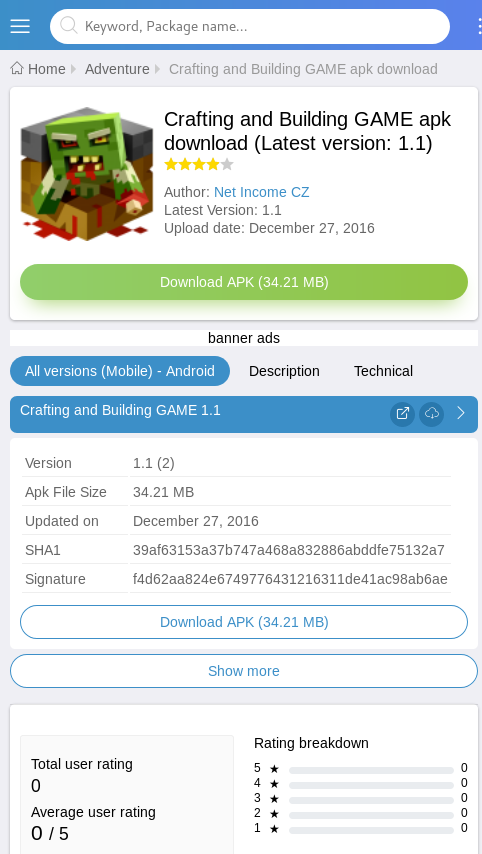 Keyword, Package name...
Home Adventure Crafting and Building GAME apk download
Crafting and Building GAME apk
download (Latest version: 1.1)
Author: Net Income CZ
Latest Version: 1.1
Upload date: December 27, 2016
Download APK (34.21 MB)
banner ads
All versions (Mobile) - Android Description Technical
Crafting and Building GAME 1.1
Version 1.1 (2)
Apk File Size 34.21 MB
Updated on December 27, 2016
SHA1 39af63153a37b747a468a832886abddfe75132a7
Signature f4d62aa824e6749776431216311de41ac98ab6ae
Download APK (34.21 MB)
Show more
Total user rating
0
Average user rating
0 / 5
Rating breakdown
5 ★ 0
4 ★ 0
3 ★ 0
2 ★ 0
1 ★ 0